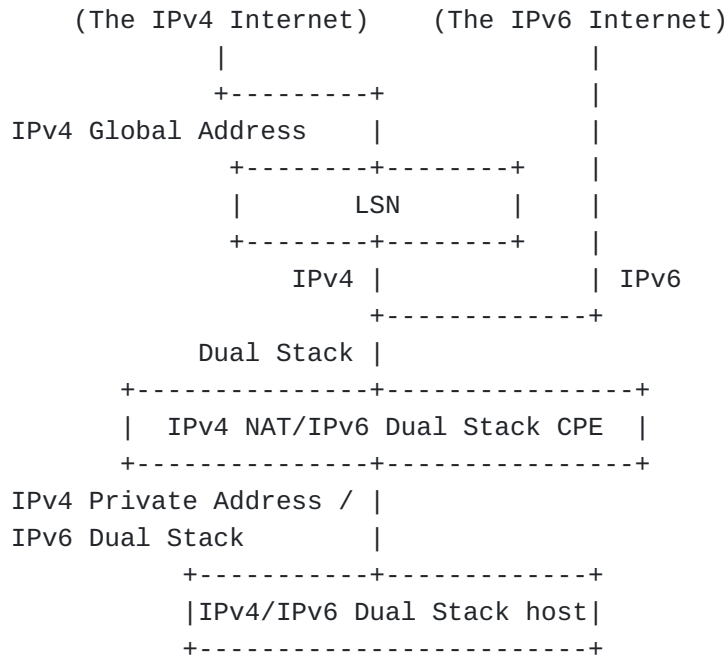 (The IPv4 Internet) (The IPv6 Internet)
IPv4 Global Address
LSN
IPv4 IPv6
Dual Stack
IPv4 NAT/IPv6 Dual Stack CPE
IPv4 Private Address /
IPv6 Dual Stack
IPv4/IPv6 Dual Stack host